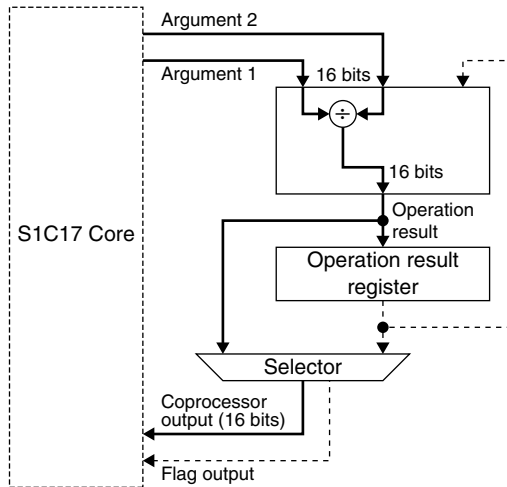 Argument 2
Argument 1
16 bits
÷
16 bits
S1C17 Core
Operation
result
Operation result
register
Selector
Coprocessor
output (16 bits)
Flag output